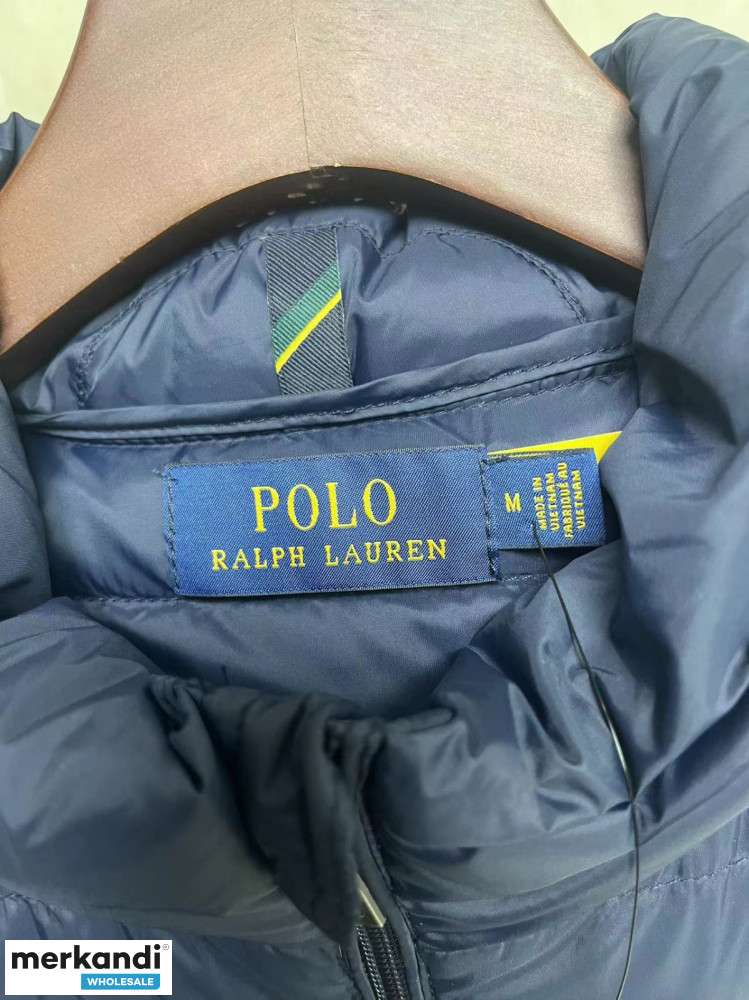 POLO
RALPH LAUREN
M
MADE IN
VIETNAM
FABRIQUÉ AU
VIETNAM
merkandi®
WHOLESALE